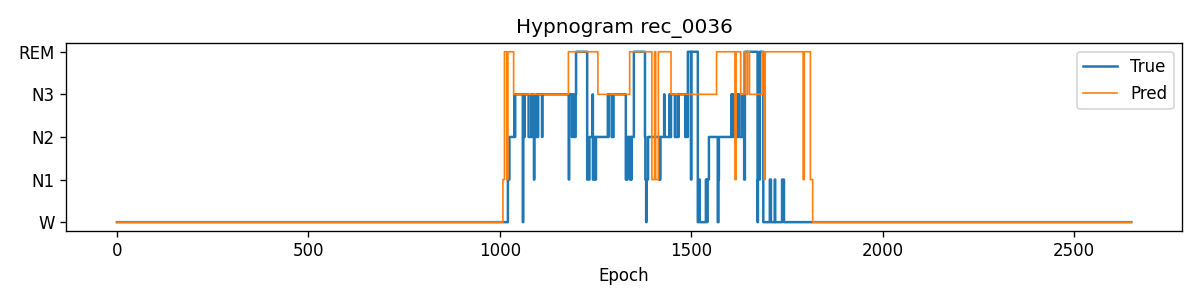 Hypnogram rec_0036
REM
N3
N2
N1
W
True
Pred
0
500
1000
1500
2000
2500
Epoch